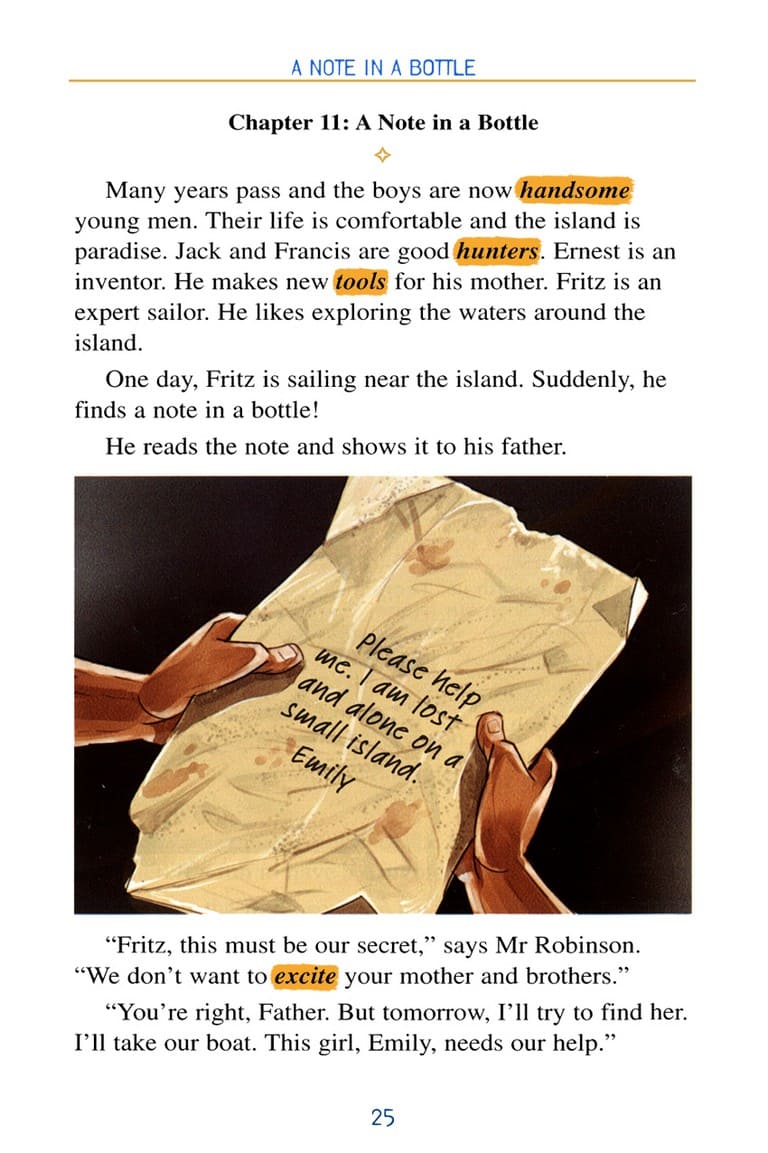 A NOTE IN A BOTTLE
Chapter 11: A Note in a Bottle
Many years pass and the boys are now handsome
young men. Their life is comfortable and the island is
paradise. Jack and Francis are good hunters. Ernest is an
inventor. He makes new tools for his mother. Fritz is an
expert sailor. He likes exploring the waters around the
island.
One day, Fritz is sailing near the island. Suddenly, he
finds a note in a bottle!
He reads the note and shows it to his father.
Please help
me. I am lost
and alone on a
small island.
Emily
“Fritz, this must be our secret,” says Mr Robinson.
“We don’t want to excite your mother and brothers.”
“You’re right, Father. But tomorrow, I’ll try to find her.
I’ll take our boat. This girl, Emily, needs our help.”
25